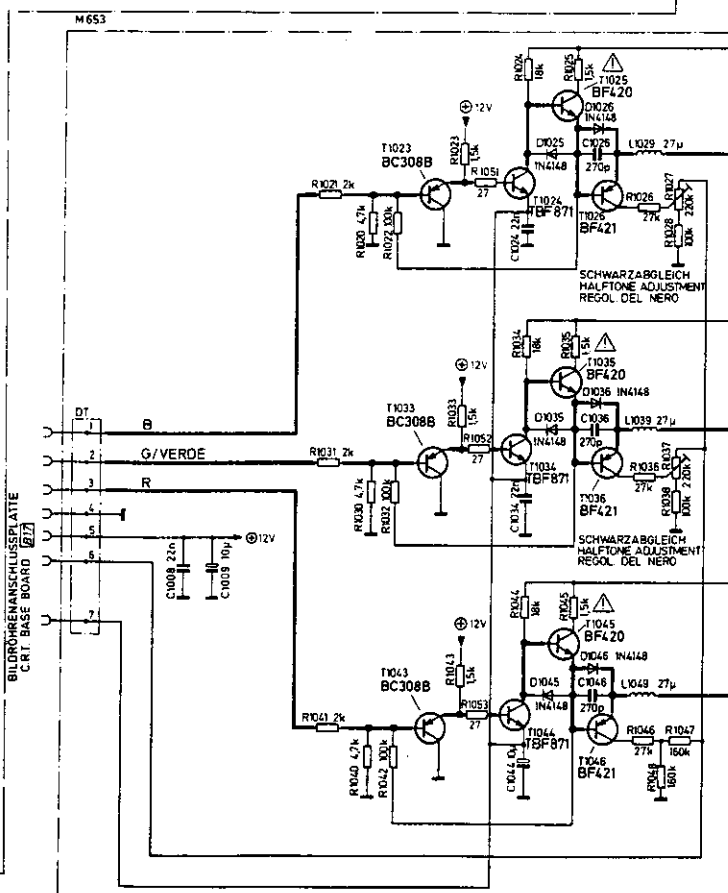 M653
R1024
18k
R1025
1,5k
T1025
BF420
D1026
1N4148
⊕ 12V
R1023
1,5k
T1023
BC308B
R1051
27
D1025
1N4148
C1026
270p
L1029 27µ
R1021 2k
R1020 4,7k
R1022 100k
T1024
TBF871
C1024 22n
T1026
BF421
R1026
27k
R1027
220k
R1028
100k
SCHWARZABGLEICH
HALFTONE ADJUSTMENT
REGOL. DEL NERO
R1034
18k
R1035
1,5k
T1035
BF420
D1036 1N4148
⊕ 12V
R1033
1,5k
T1033
BC308B
R1052
27
D1035
1N4148
C1036
270p
L1039 27µ
DT
1
B
2
G/VERDE
3
R
4
5
⊕12V
6
7
R1031 2k
R1030 4,7k
R1032 100k
T1034
TBF871
C1034 22n
T1036
BF421
R1036
27k
R1037
220k
R1038
100k
SCHWARZABGLEICH
HALFTONE ADJUSTMENT
REGOL. DEL NERO
BILDRÖHRENANSCHLUSSPLATTE
C.R.T. BASE BOARD B17
C1008 22n
C1009 10µ
R1044
18k
R1045
1,5k
T1045
BF420
D1046 1N4148
⊕ 12V
R1043
1,5k
T1043
BC308B
R1053
27
D1045
1N4148
C1046
270p
L1049 27µ
R1041 2k
R1040 4,7k
R1042 100k
T1044
TBF871
C1044 10µ
T1046
BF421
R1046
27k
R1047
160k
R1048
160k